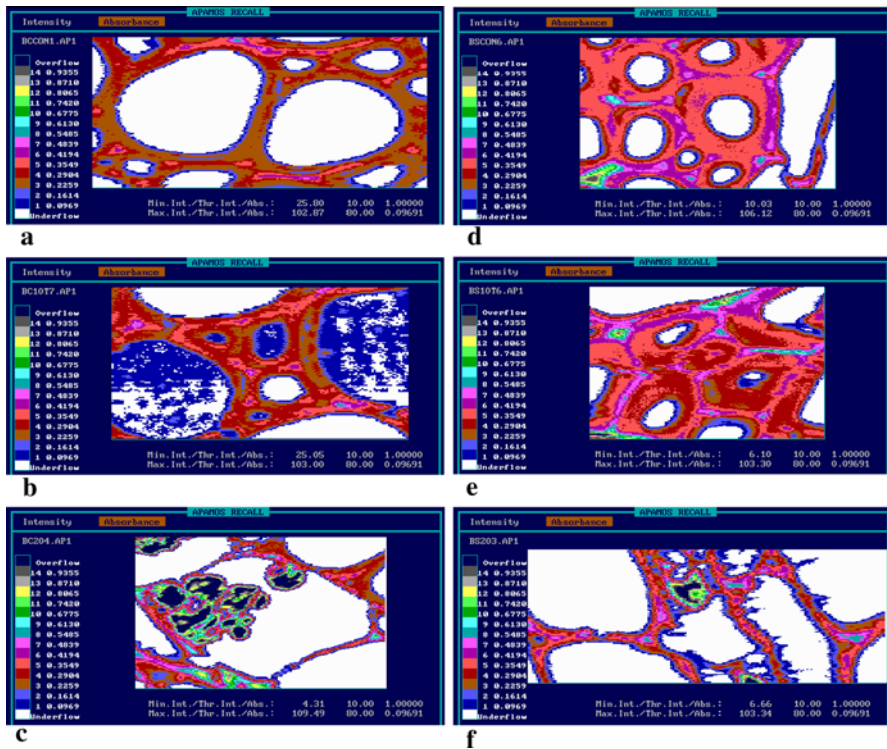 APAMOS RECALL
Intensity Absorbance
BCCON1.AP1
Overflow
14 0.9355
13 0.8710
12 0.8065
11 0.7420
10 0.6775
9 0.6130
8 0.5485
7 0.4839
6 0.4194
5 0.3549
4 0.2904
3 0.2259
2 0.1614
1 0.0969
Underflow
Min.Int./Thr.Int./Abs.: 25.80 10.00 1.00000
Max.Int./Thr.Int./Abs.: 102.87 80.00 0.09691
a
APAMOS RECALL
Intensity Absorbance
BSCON6.AP1
Overflow
14 0.9355
13 0.8710
12 0.8065
11 0.7420
10 0.6775
9 0.6130
8 0.5485
7 0.4839
6 0.4194
5 0.3549
4 0.2904
3 0.2259
2 0.1614
1 0.0969
Underflow
Min.Int./Thr.Int./Abs.: 10.03 10.00 1.00000
Max.Int./Thr.Int./Abs.: 106.12 80.00 0.09691
d
APAMOS RECALL
Intensity Absorbance
BC10T7.AP1
Overflow
14 0.9355
13 0.8710
12 0.8065
11 0.7420
10 0.6775
9 0.6130
8 0.5485
7 0.4839
6 0.4194
5 0.3549
4 0.2904
3 0.2259
2 0.1614
1 0.0969
Underflow
Min.Int./Thr.Int./Abs.: 25.05 10.00 1.00000
Max.Int./Thr.Int./Abs.: 103.00 80.00 0.09691
b
APAMOS RECALL
Intensity Absorbance
BS10T6.AP1
Overflow
14 0.9355
13 0.8710
12 0.8065
11 0.7420
10 0.6775
9 0.6130
8 0.5485
7 0.4839
6 0.4194
5 0.3549
4 0.2904
3 0.2259
2 0.1614
1 0.0969
Underflow
Min.Int./Thr.Int./Abs.: 6.10 10.00 1.00000
Max.Int./Thr.Int./Abs.: 103.30 80.00 0.09691
e
APAMOS RECALL
Intensity Absorbance
BC204.AP1
Overflow
14 0.9355
13 0.8710
12 0.8065
11 0.7420
10 0.6775
9 0.6130
8 0.5485
7 0.4839
6 0.4194
5 0.3549
4 0.2904
3 0.2259
2 0.1614
1 0.0969
Underflow
Min.Int./Thr.Int./Abs.: 4.31 10.00 1.00000
Max.Int./Thr.Int./Abs.: 109.49 80.00 0.09691
c
APAMOS RECALL
Intensity Absorbance
BS203.AP1
Overflow
14 0.9355
13 0.8710
12 0.8065
11 0.7420
10 0.6775
9 0.6130
8 0.5485
7 0.4839
6 0.4194
5 0.3549
4 0.2904
3 0.2259
2 0.1614
1 0.0969
Underflow
Min.Int./Thr.Int./Abs.: 6.66 10.00 1.00000
Max.Int./Thr.Int./Abs.: 103.34 80.00 0.09691
f